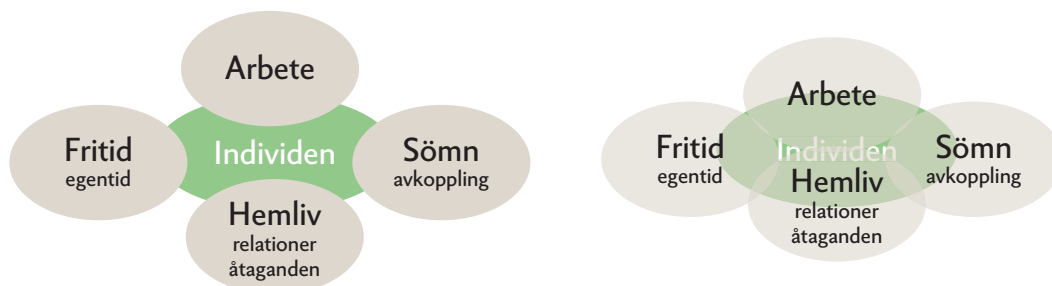 Arbete
Fritid
egentid
Individen
Sömn
avkoppling
Hemliv
relationer
åtaganden
Arbete
Fritid
egentid
Individen
Sömn
avkoppling
Hemliv
relationer
åtaganden